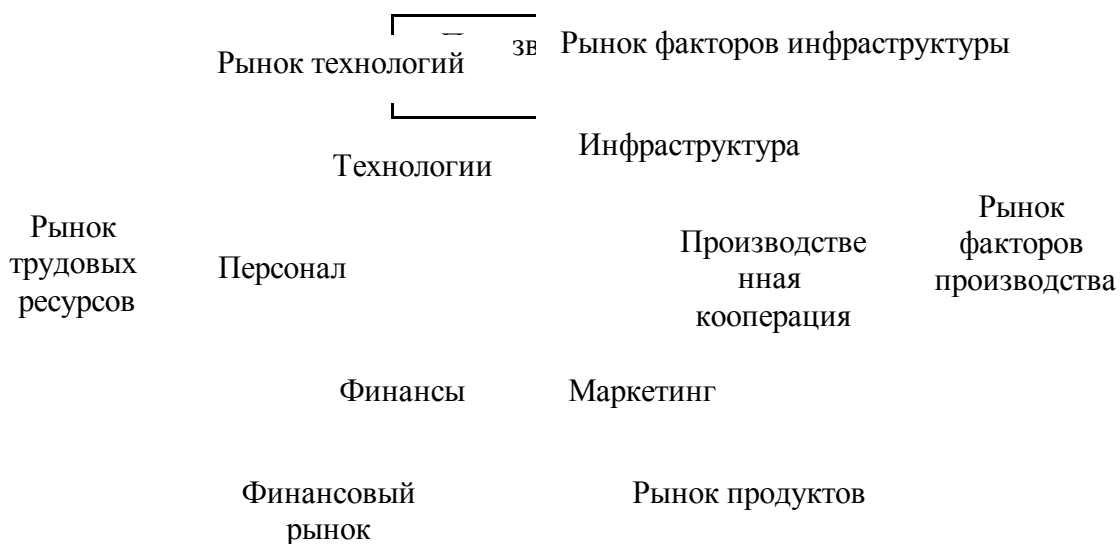 Рынок технологий
зв
Рынок факторов инфраструктуры
Технологии
Инфраструктура
Рынок
трудовых
ресурсов
Персонал
Производстве
нная
кооперация
Рынок
факторов
производства
Финансы
Маркетинг
Финансовый
рынок
Рынок продуктов